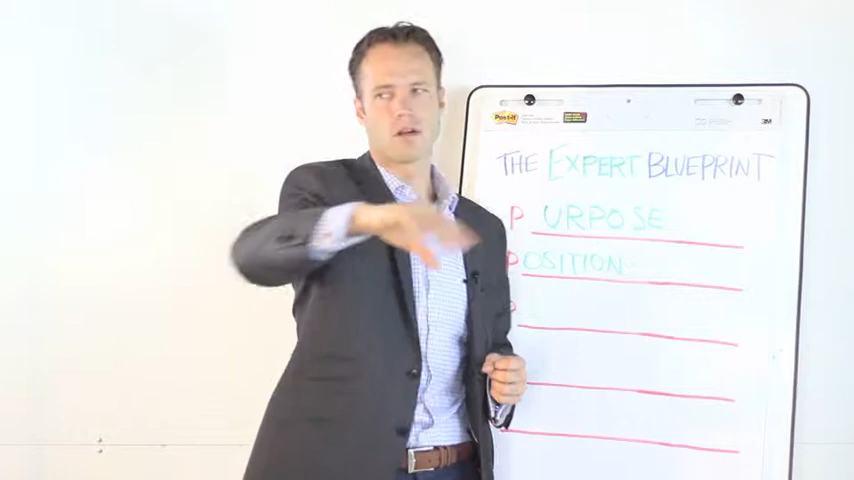 Post-it
3M
THE EXPERT BLUEPRINT
PURPOSE
POSITION
P